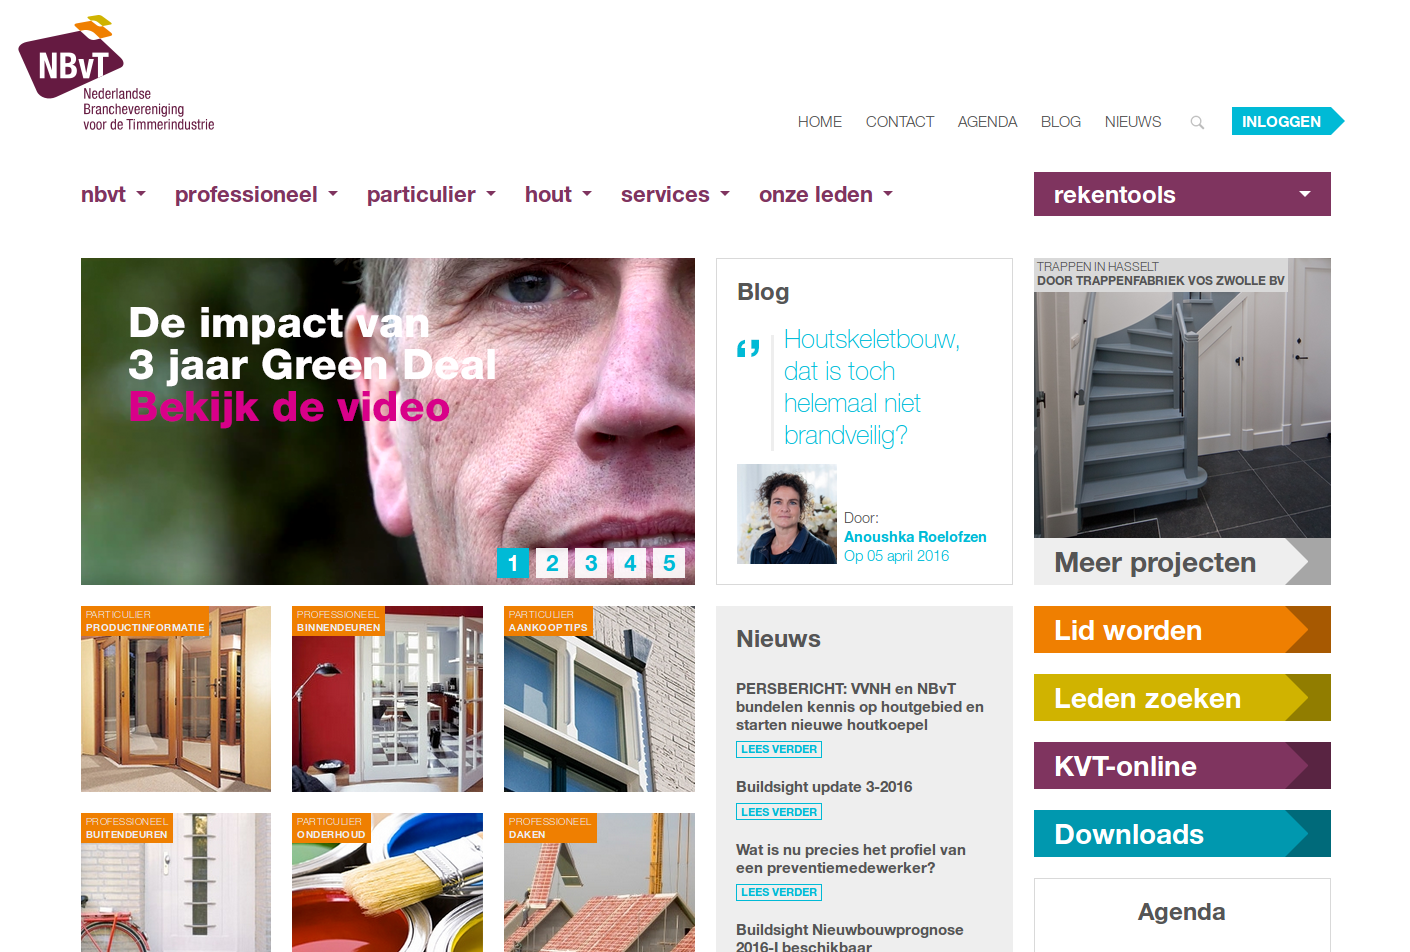 NBvT
Nederlandse
Branchevereniging
voor de Timmerindustrie
HOME CONTACT AGENDA BLOG NIEUWS INLOGGEN
nbvt professioneel particulier hout services onze leden rekentools
De impact van
3 jaar Green Deal
Bekijk de video
1 2 3 4 5
Blog
Houtskeletbouw,
dat is toch
helemaal niet
brandveilig?
Door:
Anoushka Roelofzen
Op 05 april 2016
TRAPPEN IN HASSELT
DOOR TRAPPENFABRIEK VOS ZWOLLE BV
Meer projecten
PARTICULIER
PRODUCTINFORMATIE
PROFESSIONEEL
BINNENDEUREN
PARTICULIER
AANKOOPTIPS
PROFESSIONEEL
BUITENDEUREN
PARTICULIER
ONDERHOUD
PROFESSIONEEL
DAKEN
Nieuws
PERSBERICHT: VVNH en NBvT
bundelen kennis op houtgebied en
starten nieuwe houtkoepel
LEES VERDER
Buildsight update 3-2016
LEES VERDER
Wat is nu precies het profiel van
een preventiemedewerker?
LEES VERDER
Buildsight Nieuwbouwprognose
2016-I beschikbaar
Lid worden
Leden zoeken
KVT-online
Downloads
Agenda